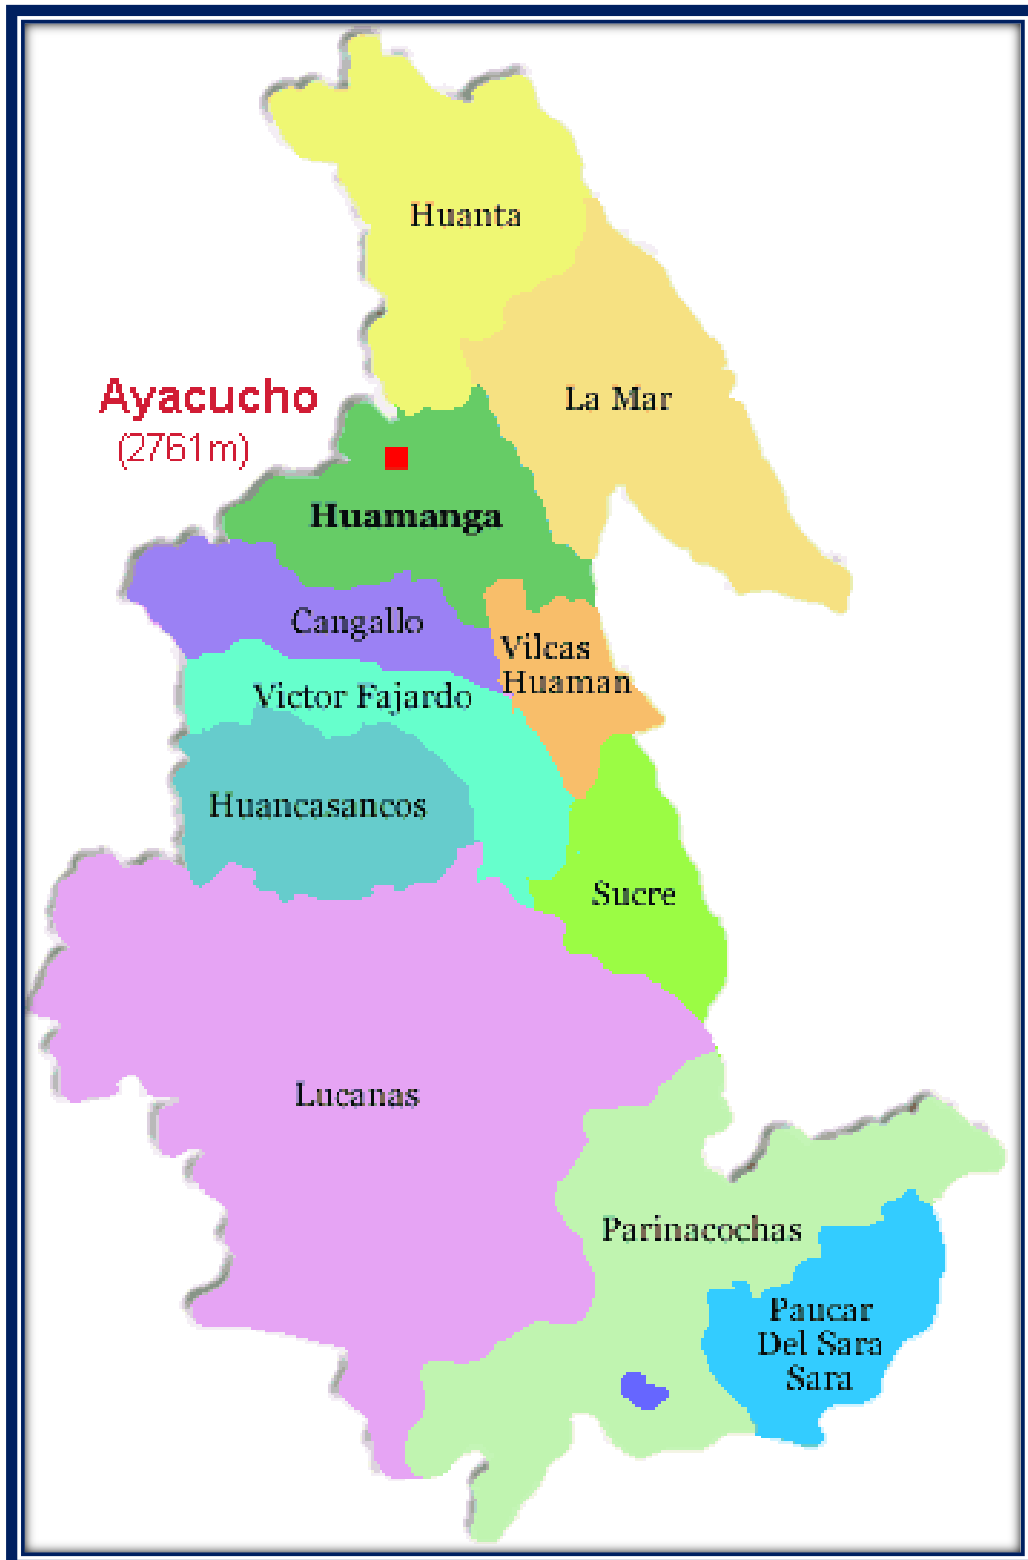 Huanta
La Mar
Ayacucho
(2761m)
Huamanga
Cangallo
Vilcas
Huaman
Victor Fajardo
Huancasancos
Sucre
Lucanas
Parinacochas
Paucar
Del Sara
Sara